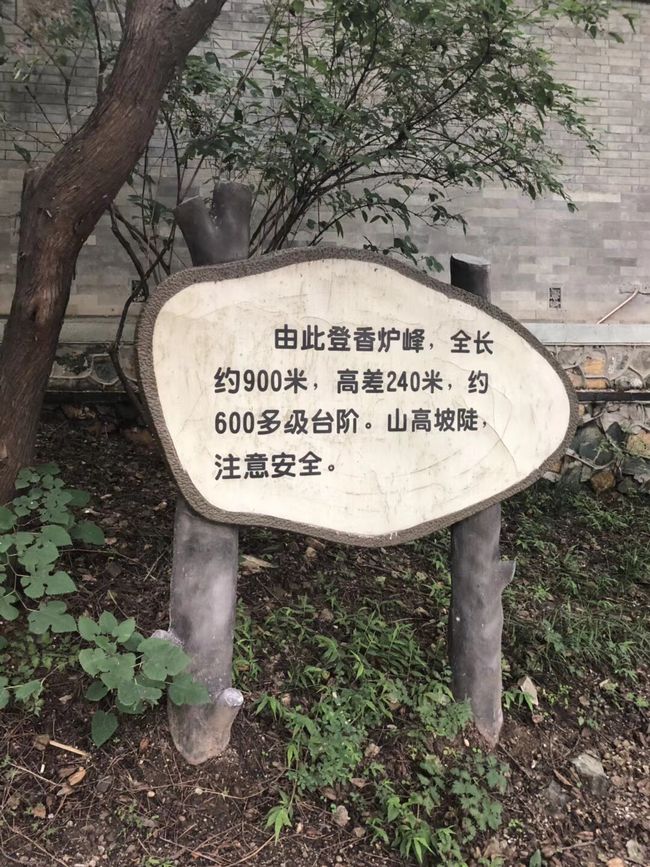 由此登香炉峰，全长
约900米，高差240米，约
600多级台阶。山高坡陡，
注意安全。